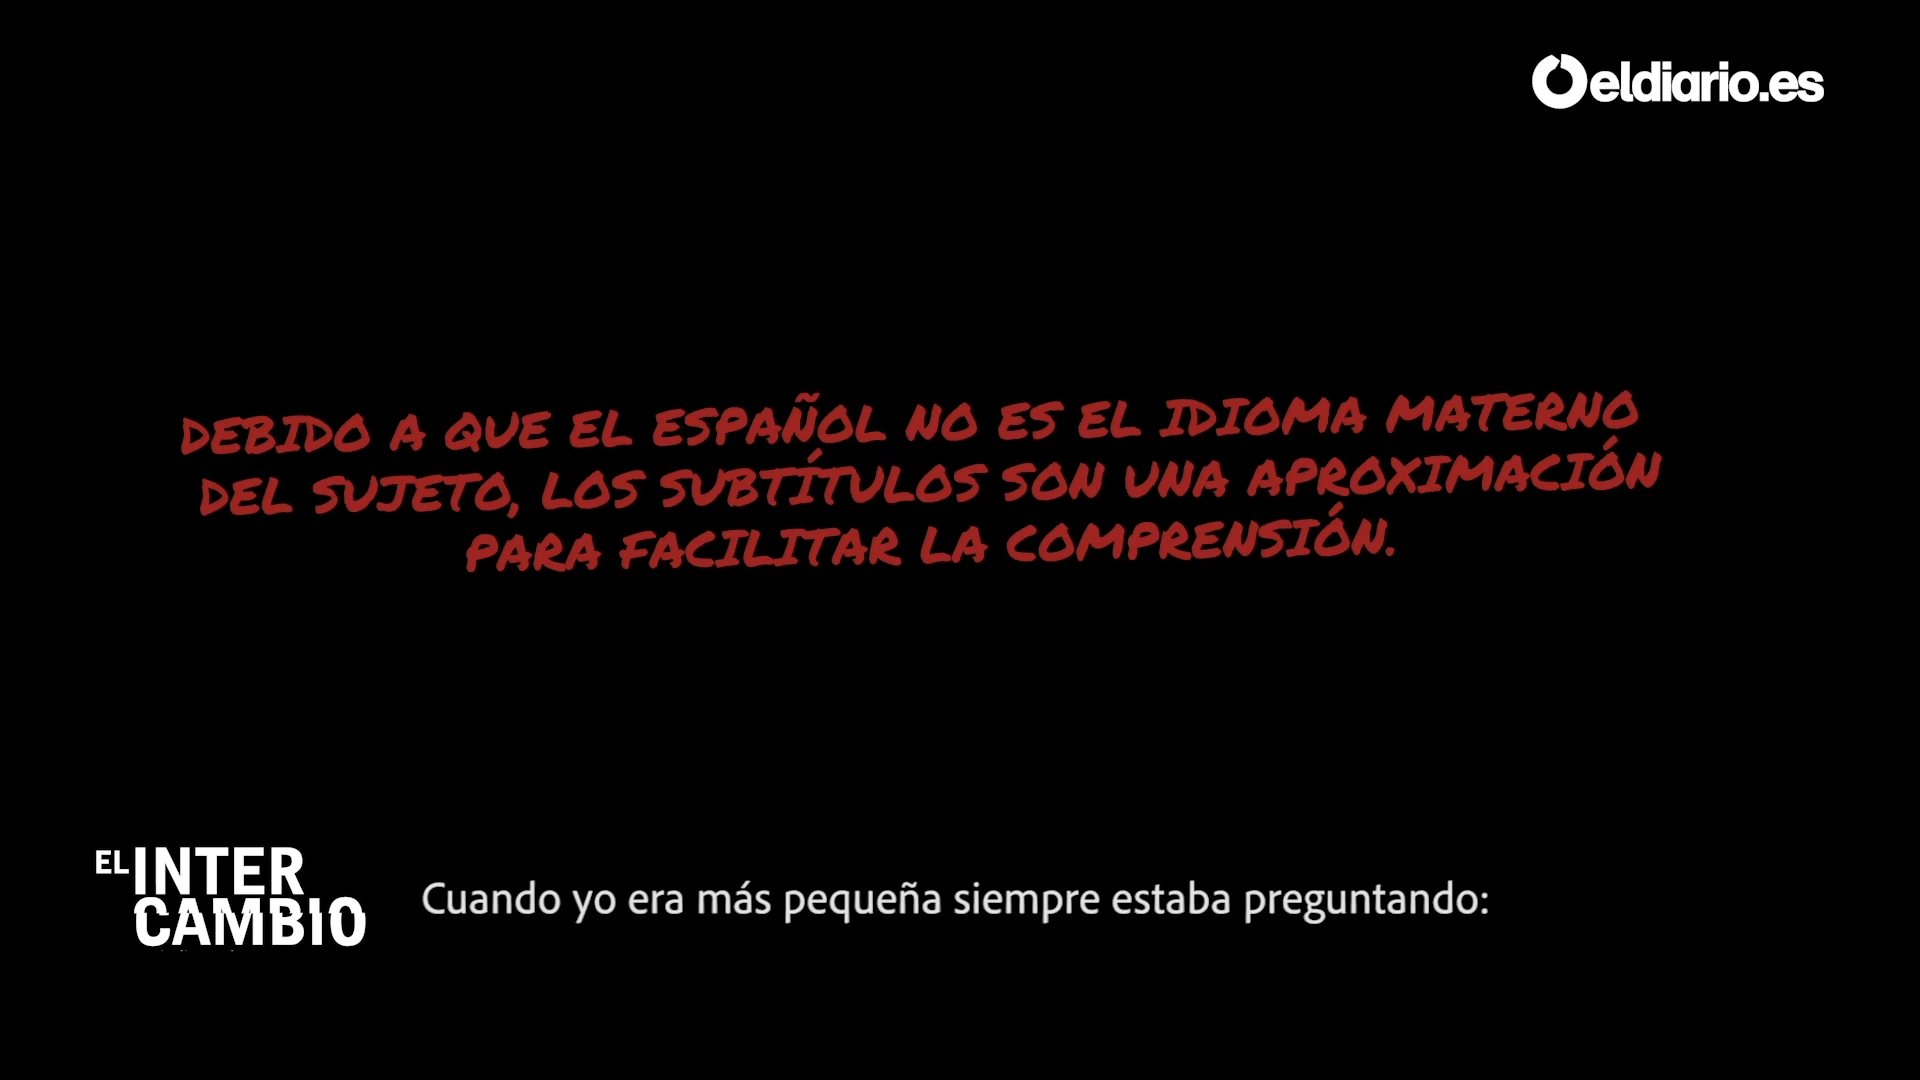 eldiario.es
DEBIDO A QUE EL ESPAÑOL NO ES EL IDIOMA MATERNO
DEL SUJETO, LOS SUBTÍTULOS SON UNA APROXIMACIÓN
PARA FACILITAR LA COMPRENSIÓN.
EL INTER
CAMBIO
Cuando yo era más pequeña siempre estaba preguntando: